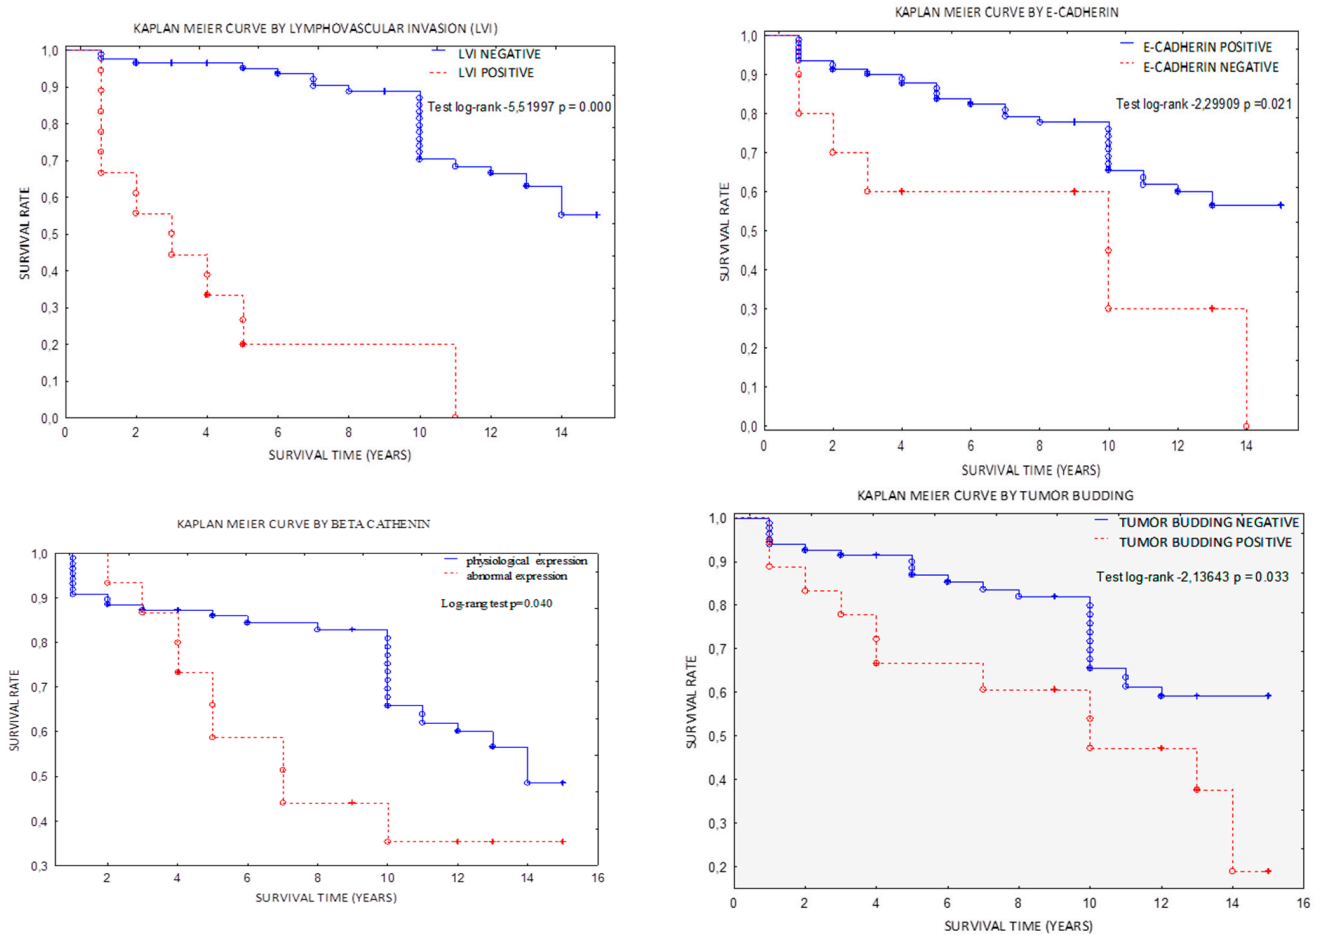 KAPLAN MEIER CURVE BY LYMPHOVASCULAR INVASION (LVI)
LVI NEGATIVE
LVI POSITIVE
Test log-rank -5,51997 p = 0.000
1,0
0,9
0,8
0,7
0,6
0,5
0,4
0,3
0,2
0,1
0,0
SURVIVAL RATE
0 2 4 6 8 10 12 14
SURVIVAL TIME (YEARS)
KAPLAN MEIER CURVE BY E-CADHERIN
E-CADHERIN POSITIVE
E-CADHERIN NEGATIVE
Test log-rank -2,29909 p =0.021
1,0
0,9
0,8
0,7
0,6
0,5
0,4
0,3
0,2
0,1
0,0
SURVIVAL RATE
0 2 4 6 8 10 12 14
SURVIVAL TIME (YEARS)
KAPLAN MEIER CURVE BY BETA CATHENIN
physiological expression
abnormal expression
Log-rang test p=0.040
1,0
0,9
0,8
0,7
0,6
0,5
0,4
0,3
SURVIVAL RATE
2 4 6 8 10 12 14 16
SURVIVAL TIME (YEARS)
KAPLAN MEIER CURVE BY TUMOR BUDDING
TUMOR BUDDING NEGATIVE
TUMOR BUDDING POSITIVE
Test log-rank -2,13643 p = 0.033
1,0
0,9
0,8
0,7
0,6
0,5
0,4
0,3
0,2
SURVIVAL RATE
0 2 4 6 8 10 12 14 16
SURVIVAL TIME (YEARS)